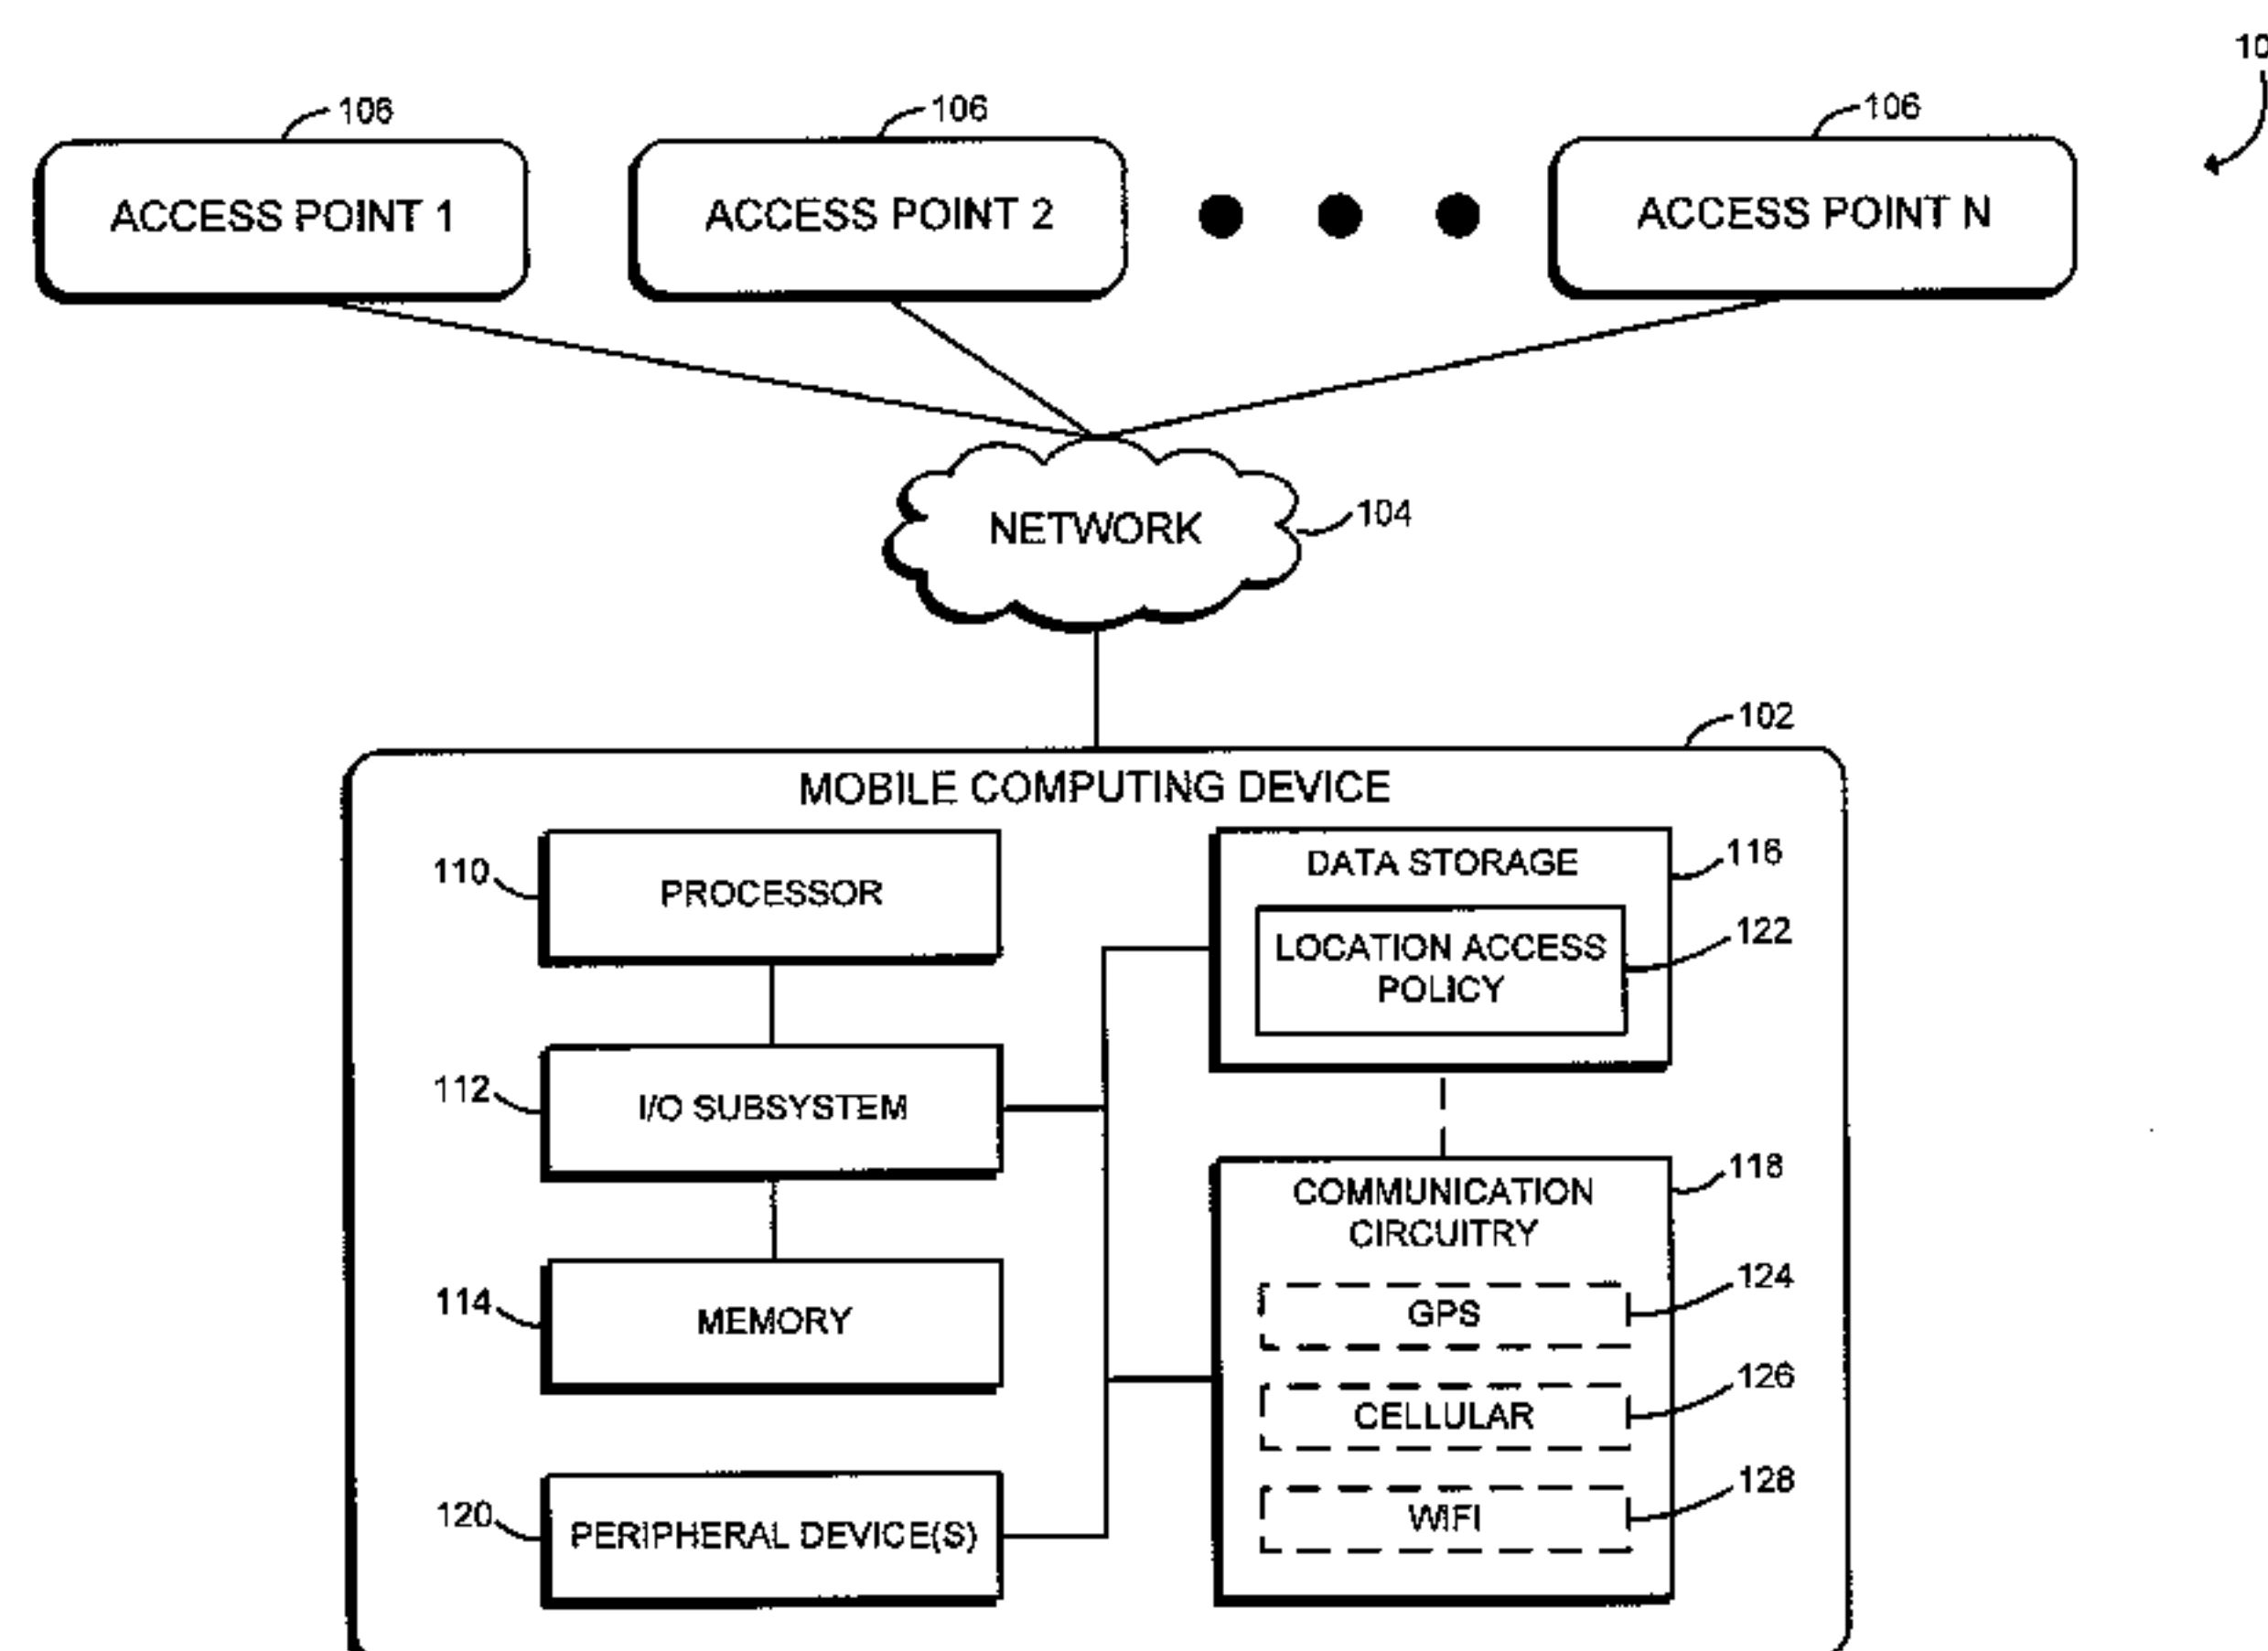 10
106
106
106
ACCESS POINT 1
ACCESS POINT 2
ACCESS POINT N
NETWORK
104
102
MOBILE COMPUTING DEVICE
110
PROCESSOR
DATA STORAGE
116
LOCATION ACCESS
POLICY
122
112
I/O SUBSYSTEM
118
COMMUNICATION
CIRCUITRY
114
MEMORY
GPS
124
CELLULAR
126
120
PERIPHERAL DEVICE(S)
WIFI
128